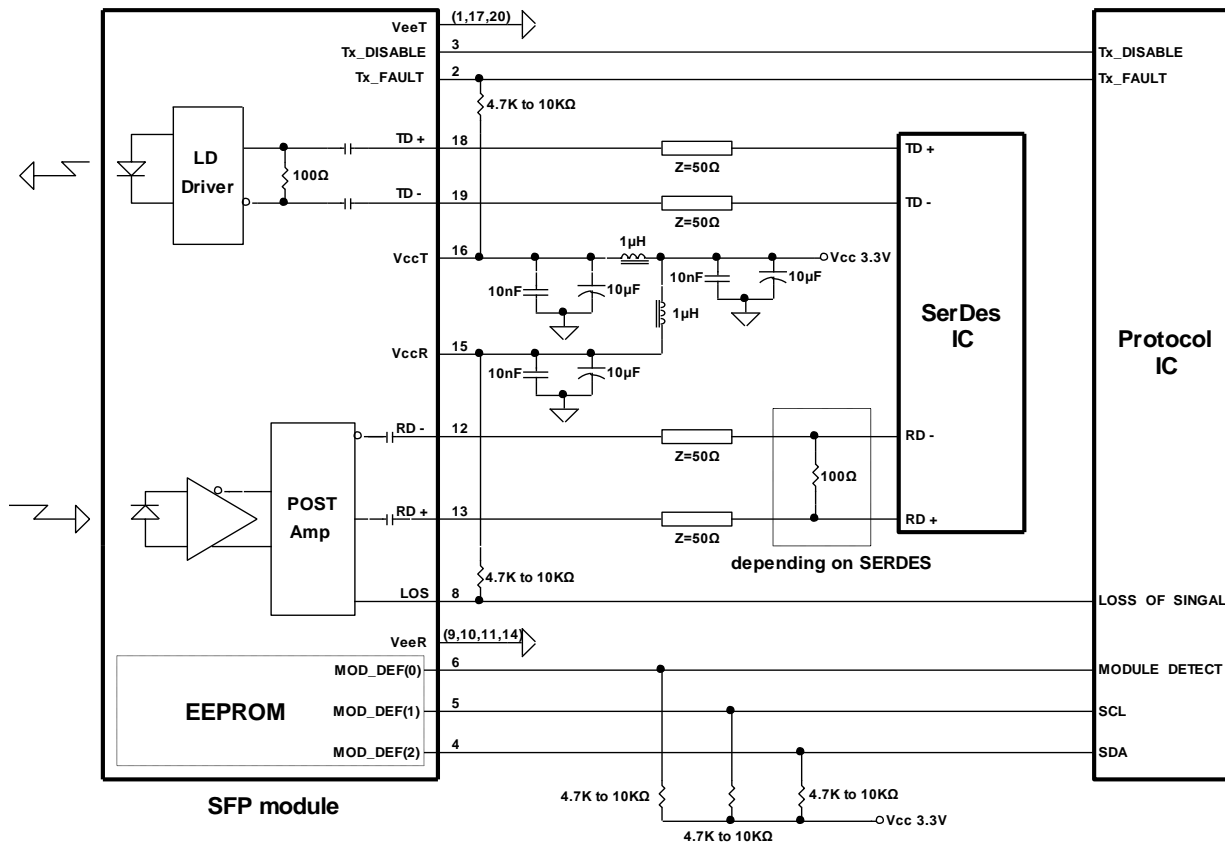 VeeT (1,17,20)
Tx_DISABLE 3 Tx_DISABLE
Tx_FAULT 2 Tx_FAULT
4.7K to 10KΩ
LD
Driver
100Ω
TD + 18 Z=50Ω TD +
TD - 19 Z=50Ω TD -
1µH
VccT 16 Vcc 3.3V
10nF 10µF 10nF 10µF
1µH
SerDes
IC
Protocol
IC
VccR 15
10nF 10µF
RD - 12 Z=50Ω RD -
100Ω
POST
Amp
RD + 13 Z=50Ω RD +
depending on SERDES
4.7K to 10KΩ
LOS 8 LOSS OF SINGAL
VeeR (9,10,11,14)
MOD_DEF(0) 6 MODULE DETECT
EEPROM
MOD_DEF(1) 5 SCL
MOD_DEF(2) 4 SDA
SFP module
4.7K to 10KΩ 4.7K to 10KΩ
Vcc 3.3V
4.7K to 10KΩ